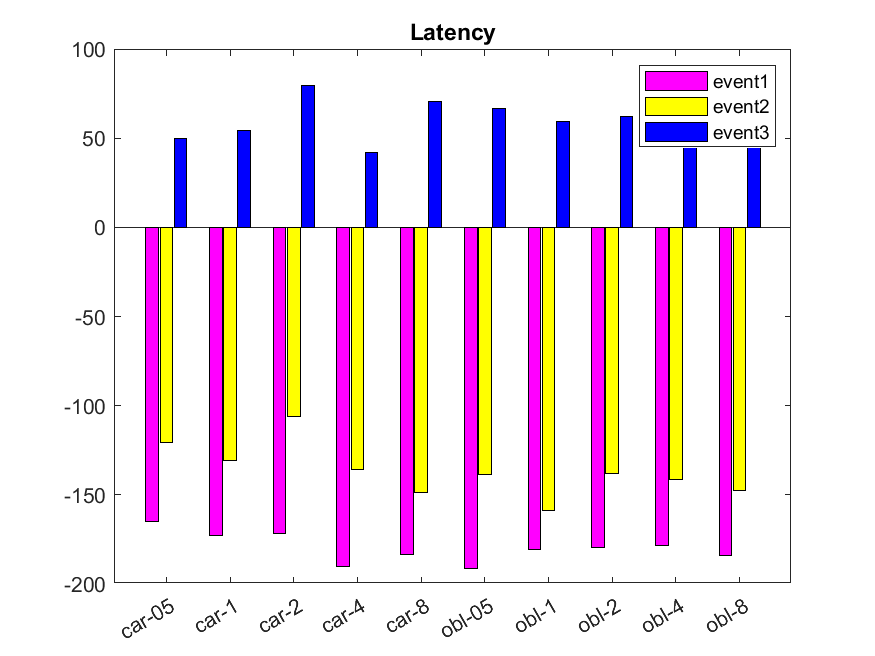 Latency
100
50
0
-50
-100
-150
-200
event1
event2
event3
car-05
car-1
car-2
car-4
car-8
obl-05
obl-1
obl-2
obl-4
obl-8